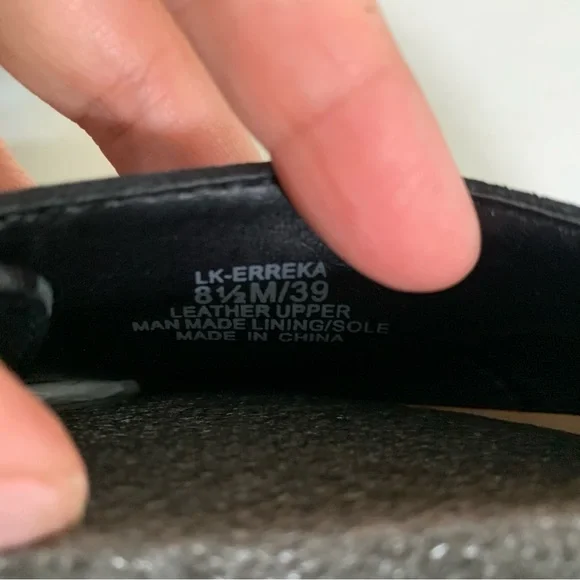 LK-ERREKA
8½M/39
LEATHER UPPER
MAN MADE LINING/SOLE
MADE IN CHINA